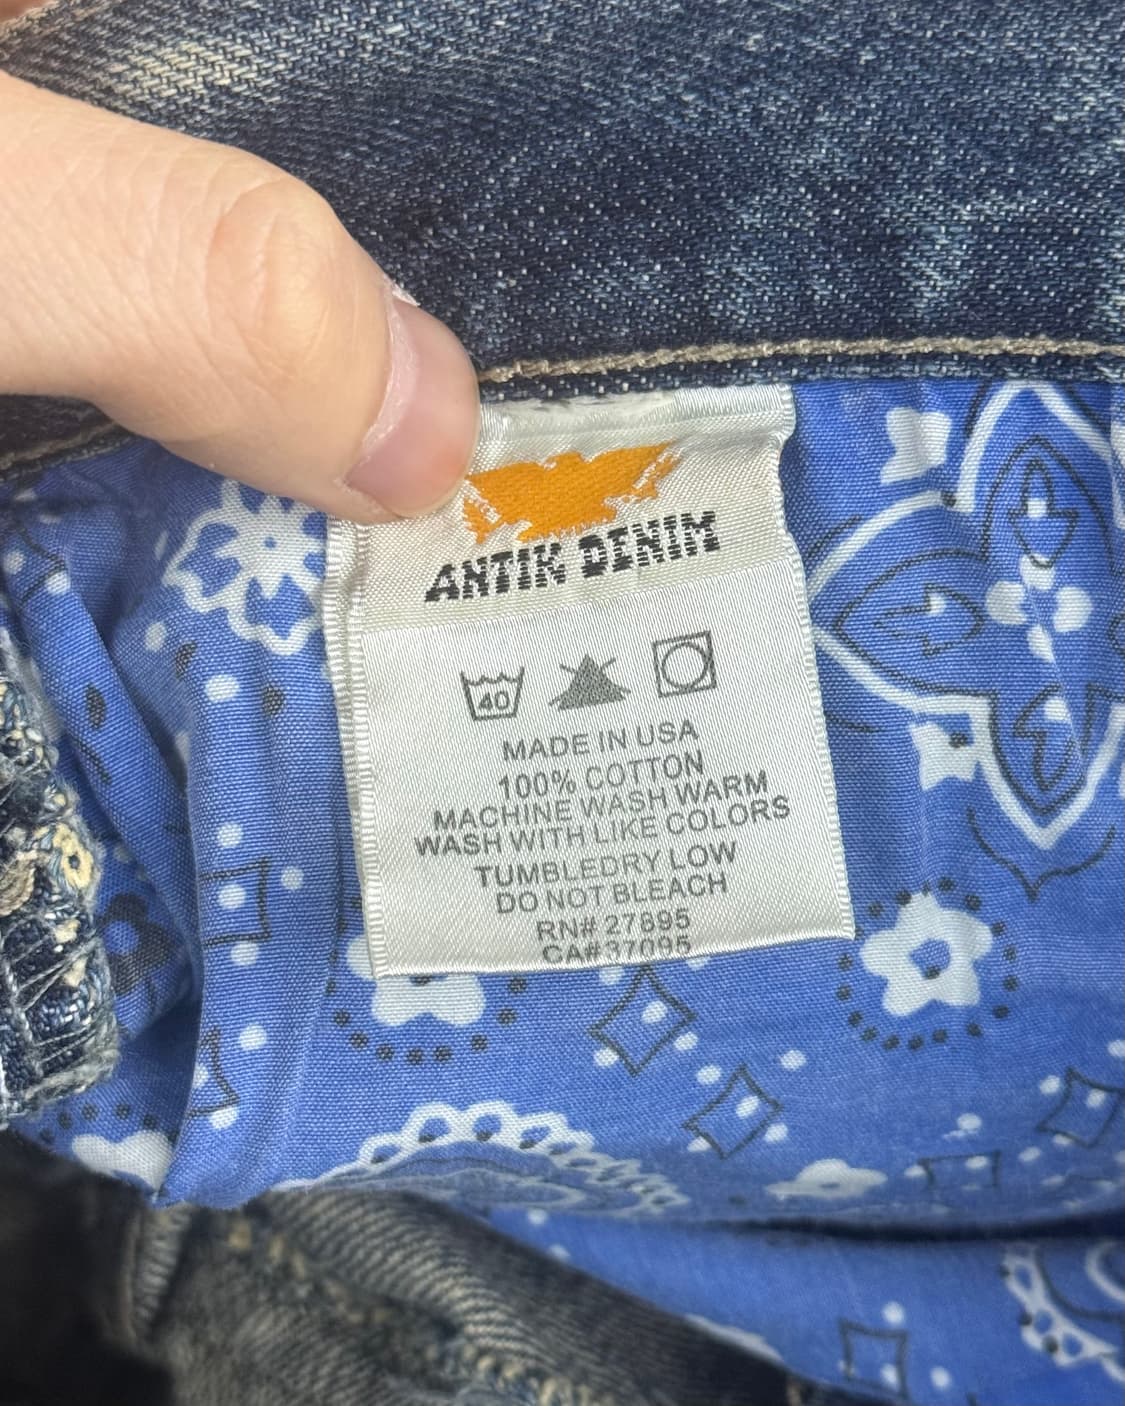 ANTIK DENIM
40
MADE IN USA
100% COTTON
MACHINE WASH WARM
WASH WITH LIKE COLORS
TUMBLEDRY LOW
DO NOT BLEACH
RN# 27895
CA#37095